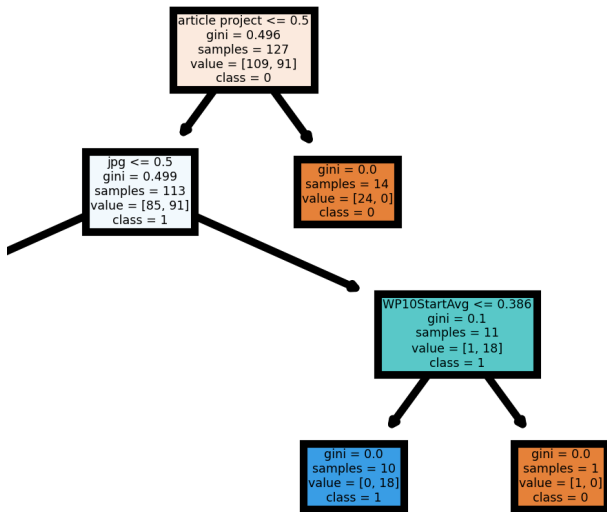 article project <= 0.5
gini = 0.496
samples = 127
value = [109, 91]
class = 0
jpg <= 0.5
gini = 0.499
samples = 113
value = [85, 91]
class = 1
gini = 0.0
samples = 14
value = [24, 0]
class = 0
WP10StartAvg <= 0.386
gini = 0.1
samples = 11
value = [1, 18]
class = 1
gini = 0.0
samples = 10
value = [0, 18]
class = 1
gini = 0.0
samples = 1
value = [1, 0]
class = 0